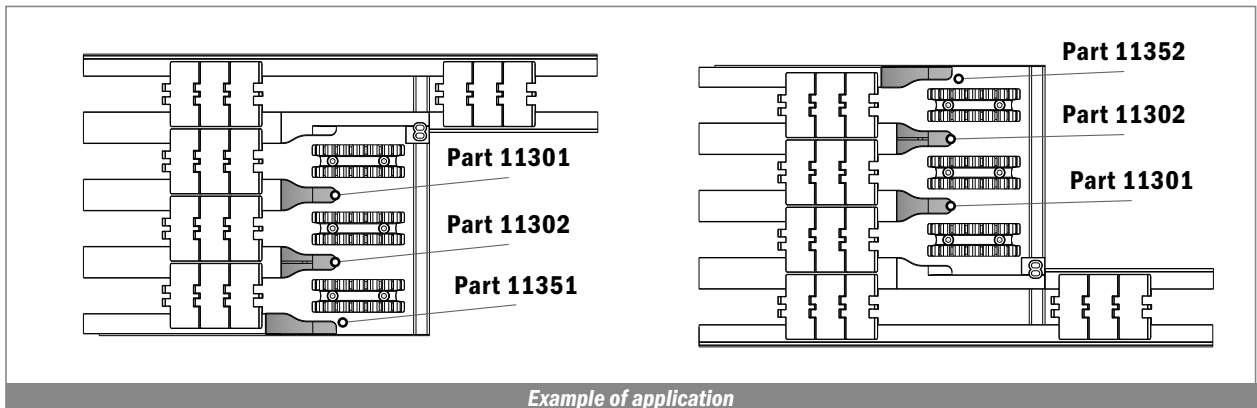 Part 11301
Part 11302
Part 11351
Part 11352
Part 11302
Part 11301
Example of application